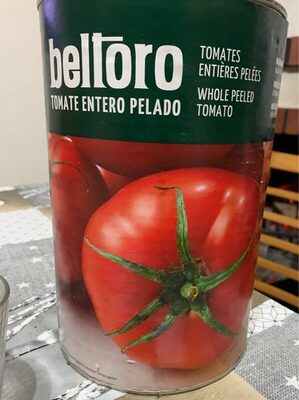 beltoro
TOMATE ENTERO PELADO
TOMATES
ENTIÈRES PELÉES
WHOLE PEELED
TOMATO